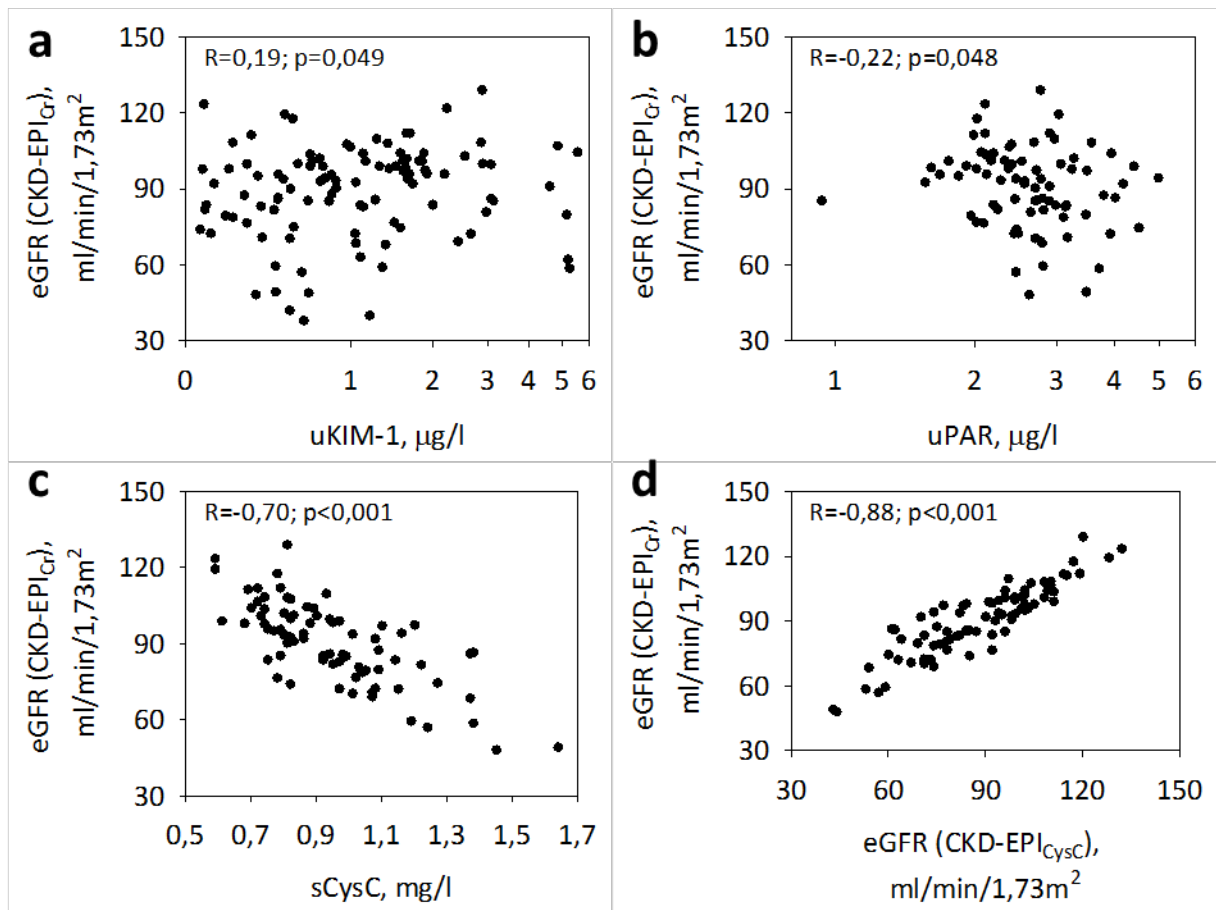 a
R=0,19; p=0,049
eGFR (CKD-EPICr),
ml/min/1,73m²
150
120
90
60
30
0 1 2 3 4 5 6
uKIM-1, µg/l
b
R=-0,22; p=0,048
eGFR (CKD-EPICr),
ml/min/1,73m²
150
120
90
60
30
1 2 3 4 5 6
uPAR, µg/l
c
R=-0,70; p<0,001
eGFR (CKD-EPICr),
ml/min/1,73m²
150
120
90
60
30
0,5 0,7 0,9 1,1 1,3 1,5 1,7
sCysC, mg/l
d
R=-0,88; p<0,001
eGFR (CKD-EPICr),
ml/min/1,73m²
150
120
90
60
30
30 60 90 120 150
eGFR (CKD-EPICysC),
ml/min/1,73m²